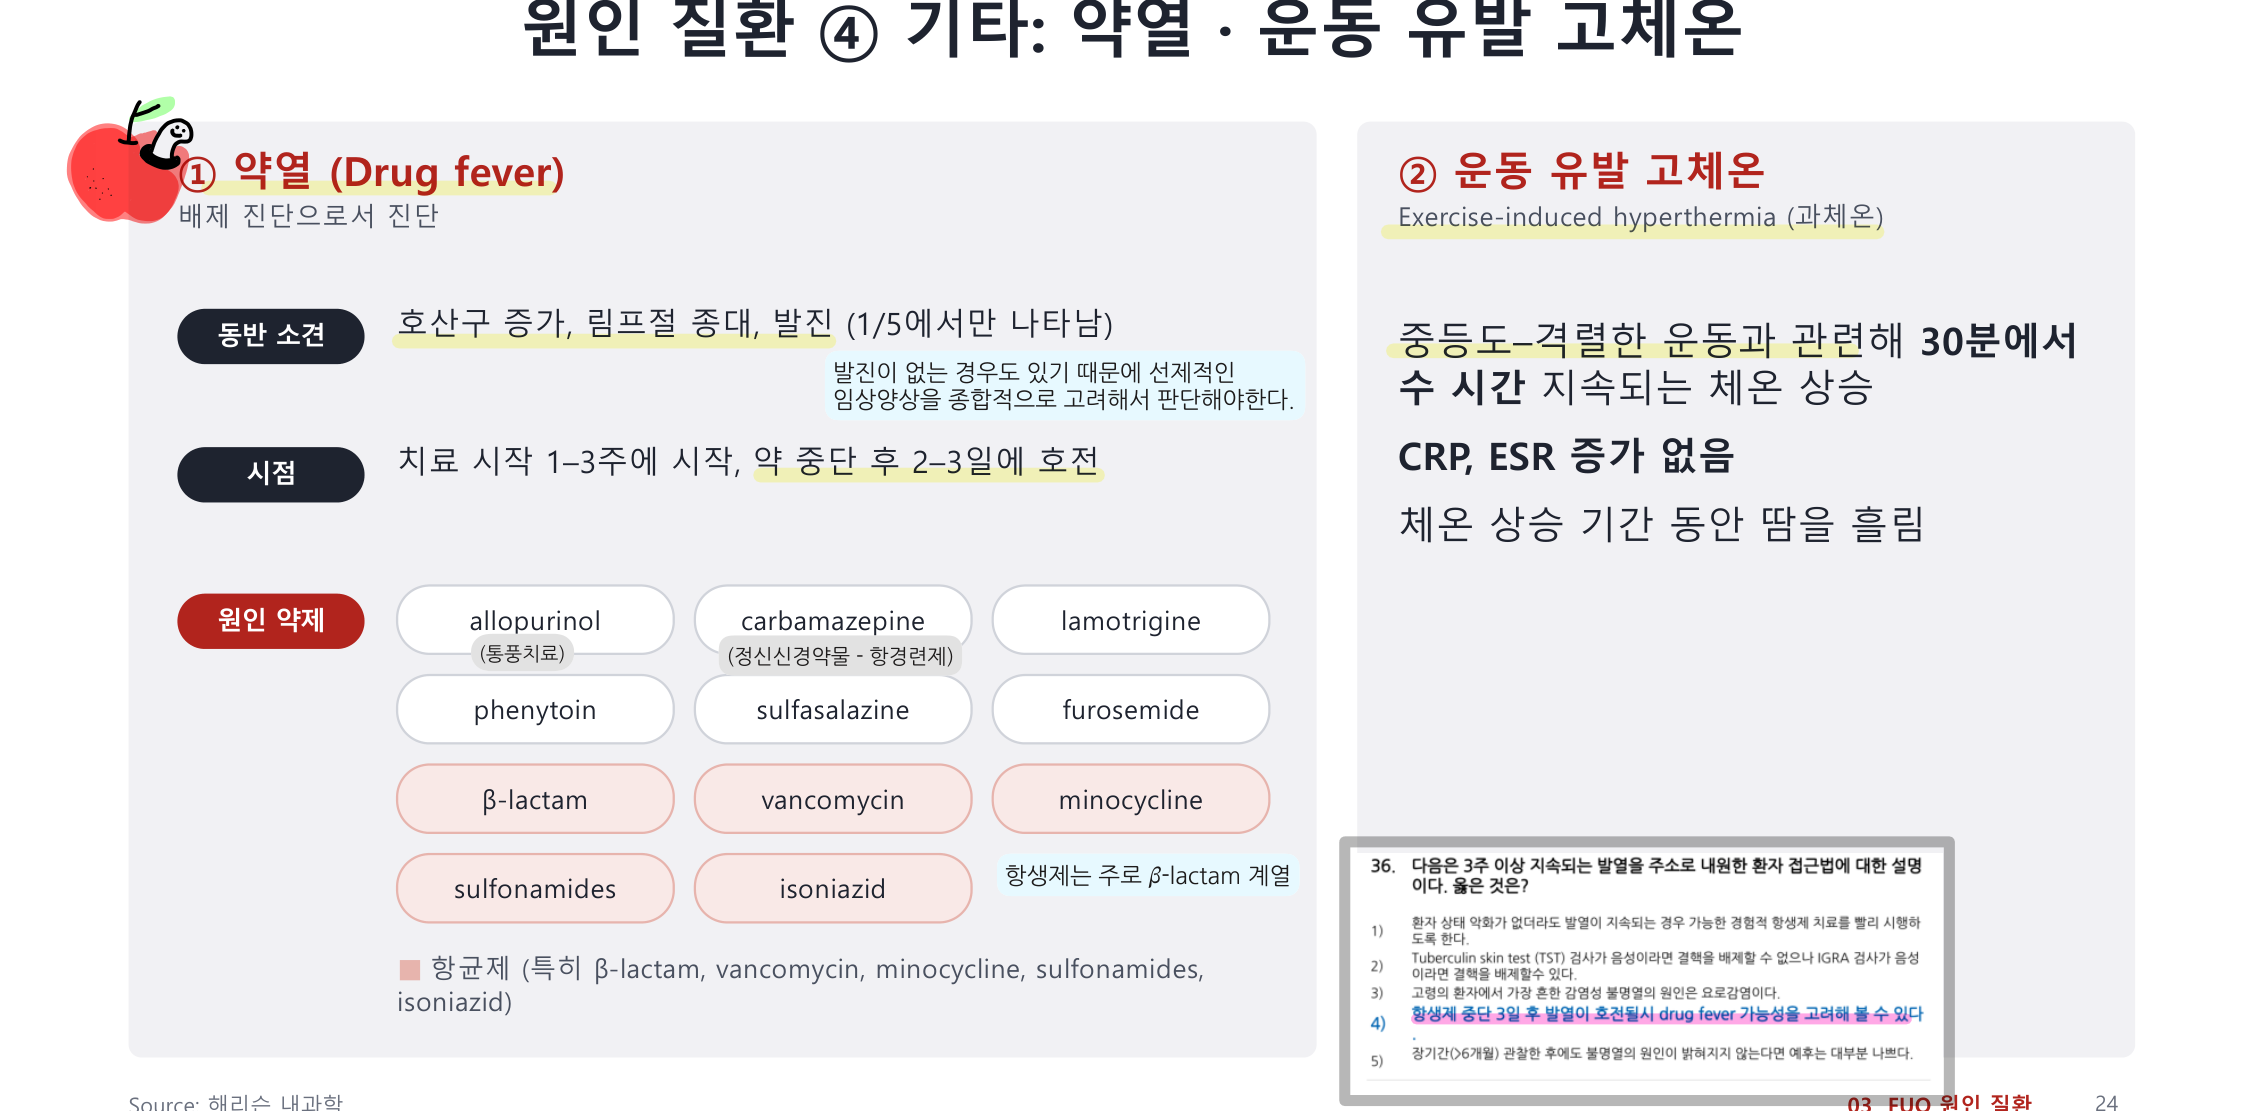 원인 질환 ④ 기타: 약열 · 운동 유발 고체온
① 약열 (Drug fever)
배제 진단으로서 진단
동반 소견
호산구 증가, 림프절 종대, 발진 (1/5에서만 나타남)
발진이 없는 경우도 있기 때문에 선제적인
임상양상을 종합적으로 고려해서 판단해야한다.
시점
치료 시작 1–3주에 시작, 약 중단 후 2–3일에 호전
원인 약제
allopurinol
(통풍치료)
carbamazepine
(정신신경약물 - 항경련제)
lamotrigine
phenytoin
sulfasalazine
furosemide
β-lactam
vancomycin
minocycline
sulfonamides
isoniazid
항생제는 주로 β-lactam 계열
항균제 (특히 β-lactam, vancomycin, minocycline, sulfonamides,
isoniazid)
② 운동 유발 고체온
Exercise-induced hyperthermia (과체온)
중등도–격렬한 운동과 관련해 30분에서
수 시간 지속되는 체온 상승
CRP, ESR 증가 없음
체온 상승 기간 동안 땀을 흘림
36. 다음은 3주 이상 지속되는 발열을 주소로 내원한 환자 접근법에 대한 설명
이다. 옳은 것은?
1) 환자 상태 악화가 없더라도 발열이 지속되는 경우 가능한 경험적 항생제 치료를 빨리 시행하
도록 한다.
2) Tuberculin skin test (TST) 검사가 음성이라면 결핵을 배제할 수 없으나 IGRA 검사가 음성
이라면 결핵을 배제할수 있다.
3) 고령의 환자에서 가장 흔한 감염성 불명열의 원인은 요로감염이다.
4) 항생제 중단 3일 후 발열이 호전될시 drug fever 가능성을 고려해 볼 수 있다
.
5) 장기간(>6개월) 관찰한 후에도 불명열의 원인이 밝혀지지 않는다면 예후는 대부분 나쁘다.
Source: 해리슨 내과학
03 FUO 원인 질환
24